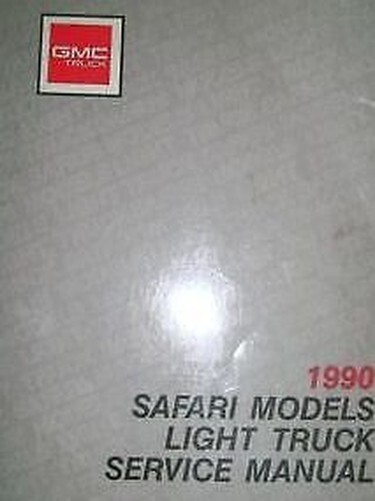 GMC
TRUCK
1990
SAFARI MODELS
LIGHT TRUCK
SERVICE MANUAL